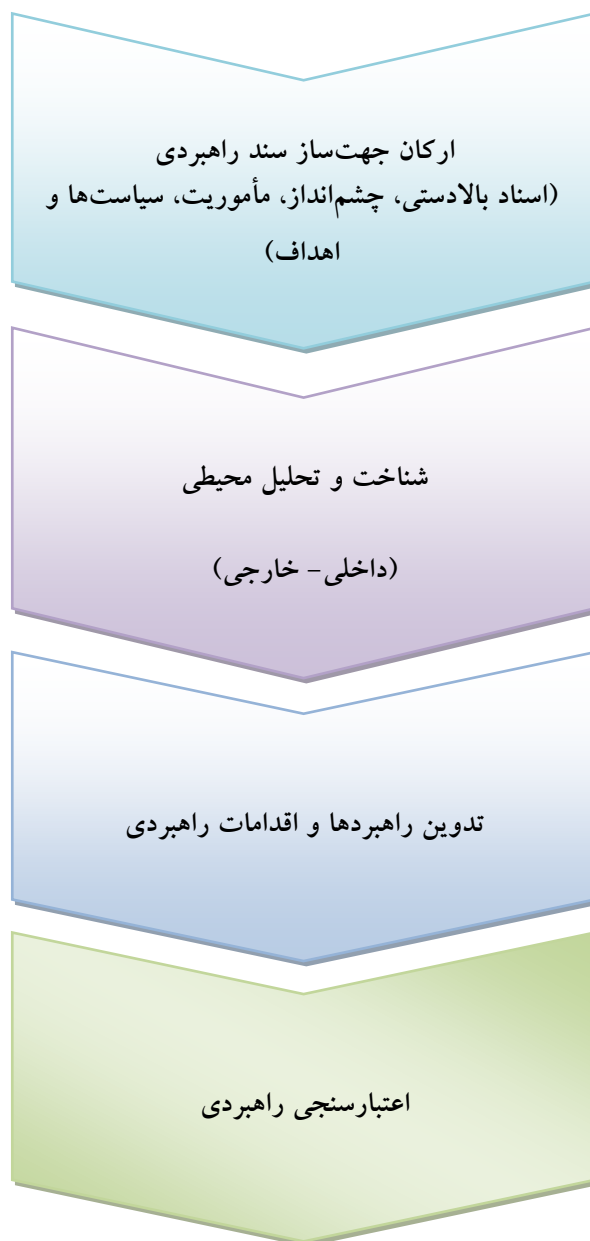 ارکان جهت‌ساز سند راهبردی
(اسناد بالادستی، چشم‌انداز، مأموریت، سیاست‌ها و
اهداف)
شناخت و تحلیل محیطی
(داخلی- خارجی)
تدوین راهبردها و اقدامات راهبردی
اعتبارسنجی راهبردی